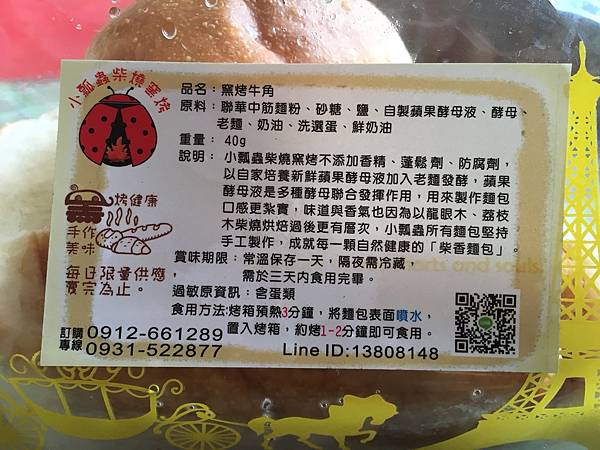 小瓢蟲柴燒窯烤
品名：窯烤牛角
原料：聯華中筋麵粉、砂糖、鹽、自製蘋果酵母液、酵母、
老麵、奶油、洗選蛋、鮮奶油
重量： 40g
說明： 小瓢蟲柴燒窯烤不添加香精、蓬鬆劑、防腐劑，
以自家培養新鮮蘋果酵母液加入老麵發酵，蘋果
酵母液是多種酵母聯合發揮作用，用來製作麵包
口感更紮實，味道與香氣也因為以龍眼木、荔枝
木柴燒烘焙過後更有層次，小瓢蟲所有麵包堅持
手工製作，成就每一顆自然健康的「柴香麵包」。
賞味期限：常溫保存一天，隔夜需冷藏，
需於三天內食用完畢。
過敏原資訊：含蛋類
食用方法:烤箱預熱3分鐘，將麵包表面噴水，
置入烤箱，約烤1-2分鐘即可食用。
烤健康
手作
美味
每日限量供應，
賣完為止。
訂購
專線
0912-661289
0931-522877
Line ID:13808148
arts and souls.